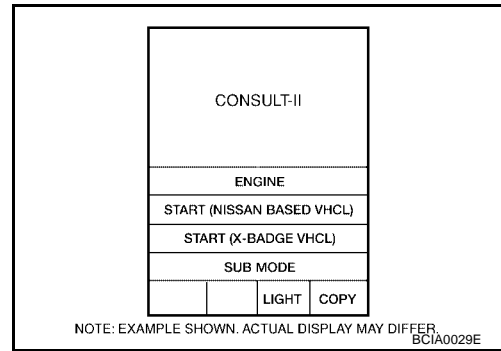 CONSULT-II
ENGINE
START (NISSAN BASED VHCL)
START (X-BADGE VHCL)
SUB MODE
LIGHT COPY
NOTE: EXAMPLE SHOWN. ACTUAL DISPLAY MAY DIFFER.
BCIA0029E